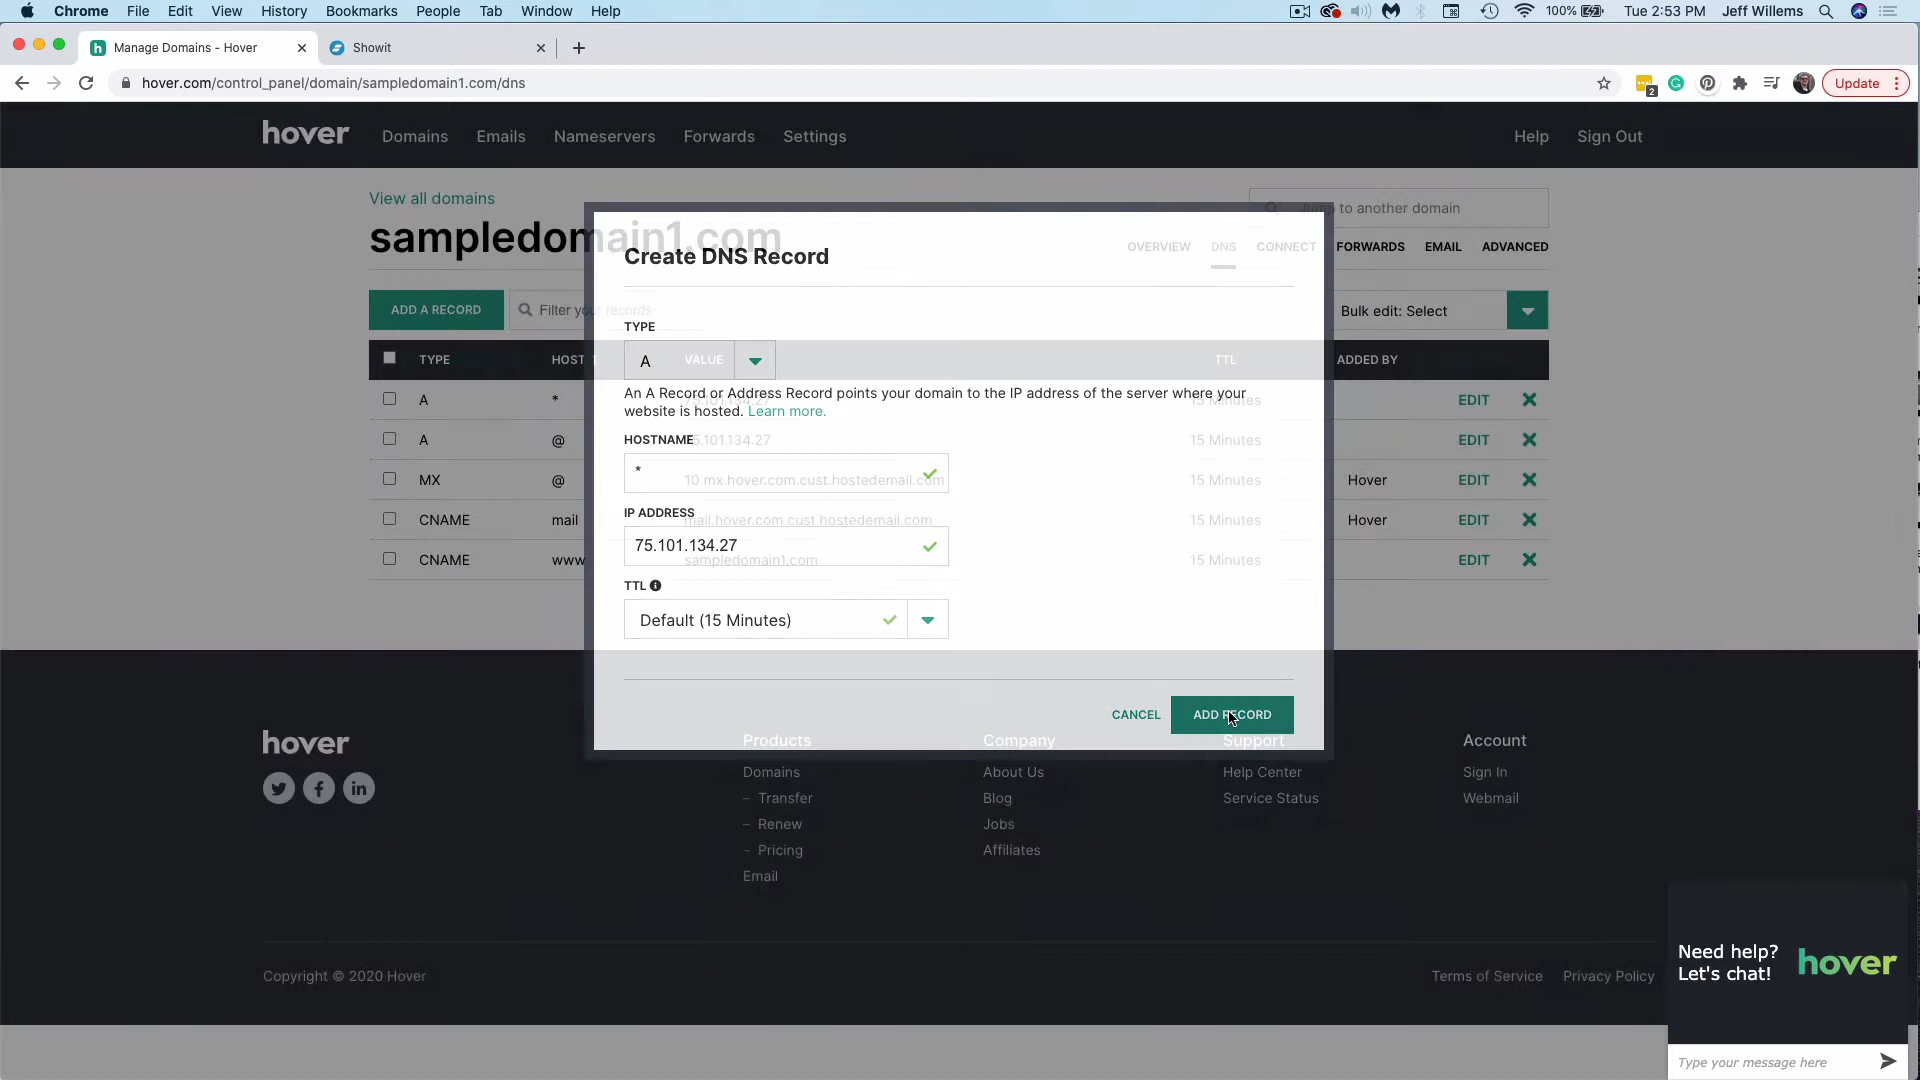 Chrome File Edit View History Bookmarks People Tab Window Help 100% Tue 2:53 PM Jeff Willems
Manage Domains - Hover Showit
hover.com/control_panel/domain/sampledomain1.com/dns 2 Update
hover Domains Emails Nameservers Forwards Settings Help Sign Out
View all domains
Jump to another domain
sampledomain1.com
OVERVIEW DNS CONNECT FORWARDS EMAIL ADVANCED
Create DNS Record
ADD A RECORD Filter your records Bulk edit: Select
TYPE
TYPE HOST A VALUE TTL ADDED BY
An A Record or Address Record points your domain to the IP address of the server where your
website is hosted. Learn more.
A * 75.101.134.27 15 Minutes EDIT
HOSTNAME
A @ 75.101.134.27 15 Minutes EDIT
*
MX @ 10 mx.hover.com.cust.hostedemail.com 15 Minutes Hover EDIT
IP ADDRESS
CNAME mail mail.hover.com.cust.hostedemail.com 15 Minutes Hover EDIT
75.101.134.27
CNAME www sampledomain1.com 15 Minutes EDIT
TTL
Default (15 Minutes)
CANCEL ADD RECORD
hover Products Company Support Account
Domains About Us Help Center Sign In
– Transfer Blog Service Status Webmail
– Renew Jobs
– Pricing Affiliates
Email
Need help?
Let's chat! hover
Copyright © 2020 Hover Terms of Service Privacy Policy
Type your message here